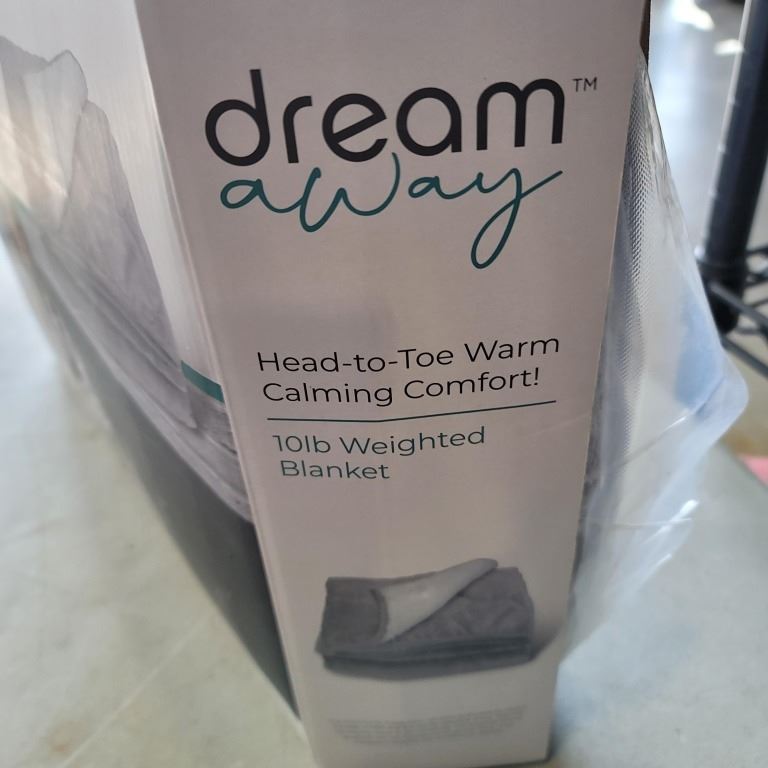 dream™
away
Head-to-Toe Warm
Calming Comfort!
10lb Weighted
Blanket